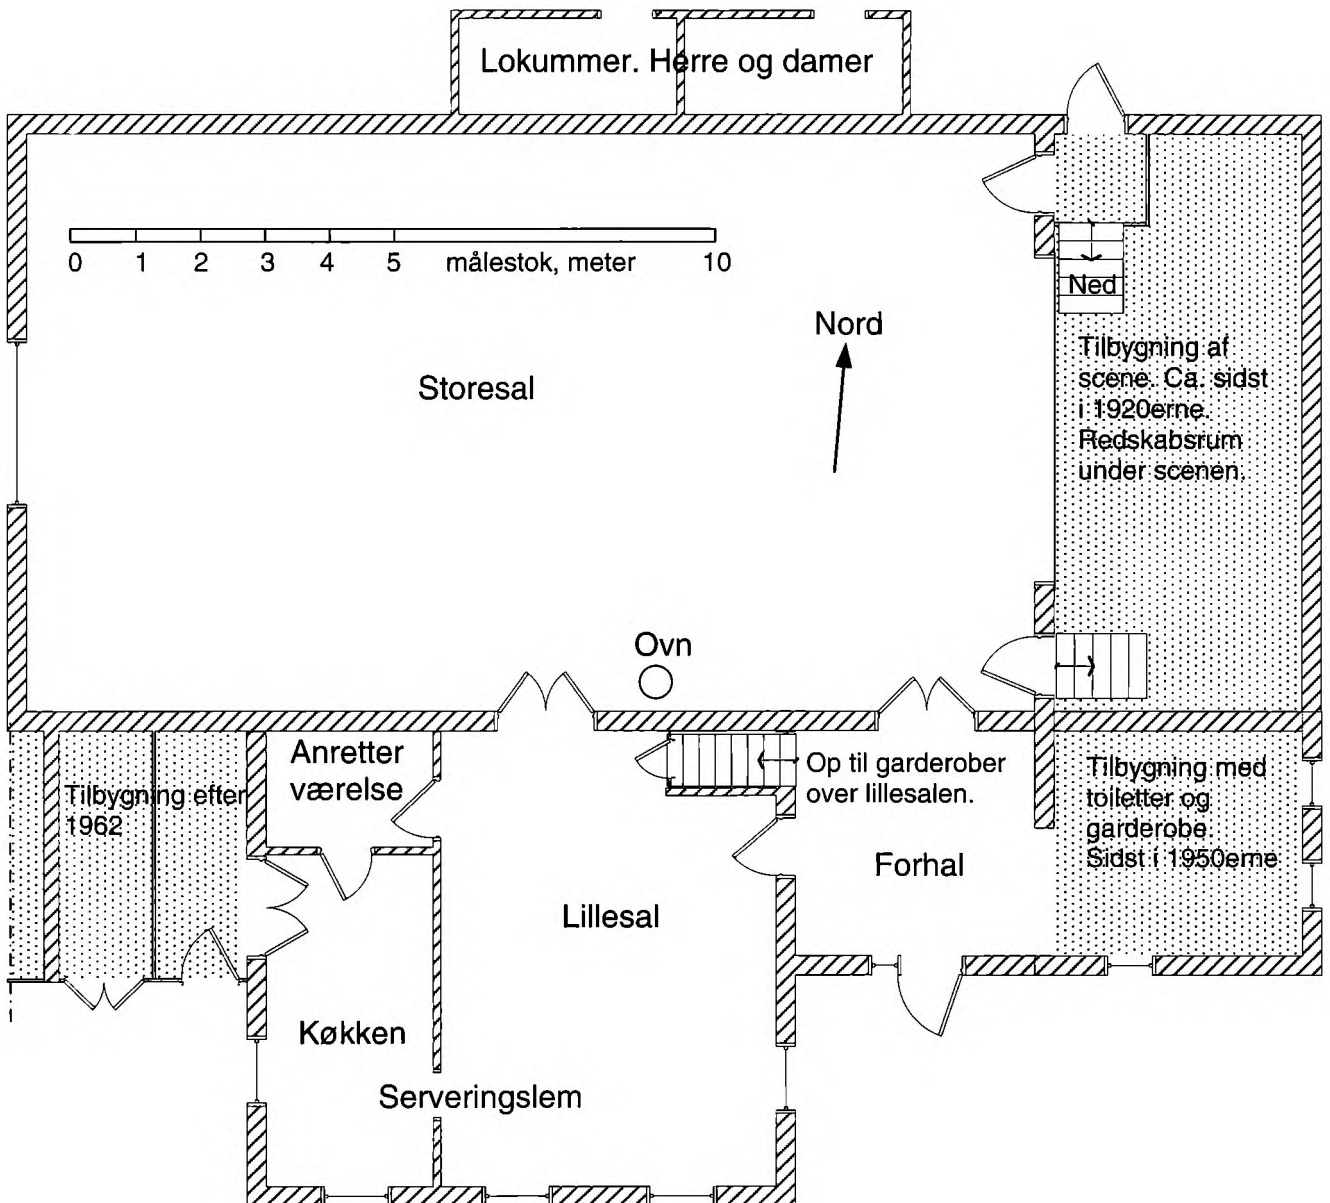 Lokummer. Herre og damer
0 1 2 3 4 5 målestok, meter 10
Nord
Ned
Storesal
Tilbygning af
scene. Ca. sidst
i 1920erne.
Redskabsrum
under scenen.
Ovn
Anretter
værelse
Op til garderober
over lillesalen.
Tilbygning med
toiletter og
garderobe
Sidst i 1950erne
Tilbygning efter
1962
Forhal
Lillesal
Køkken
Serveringslem